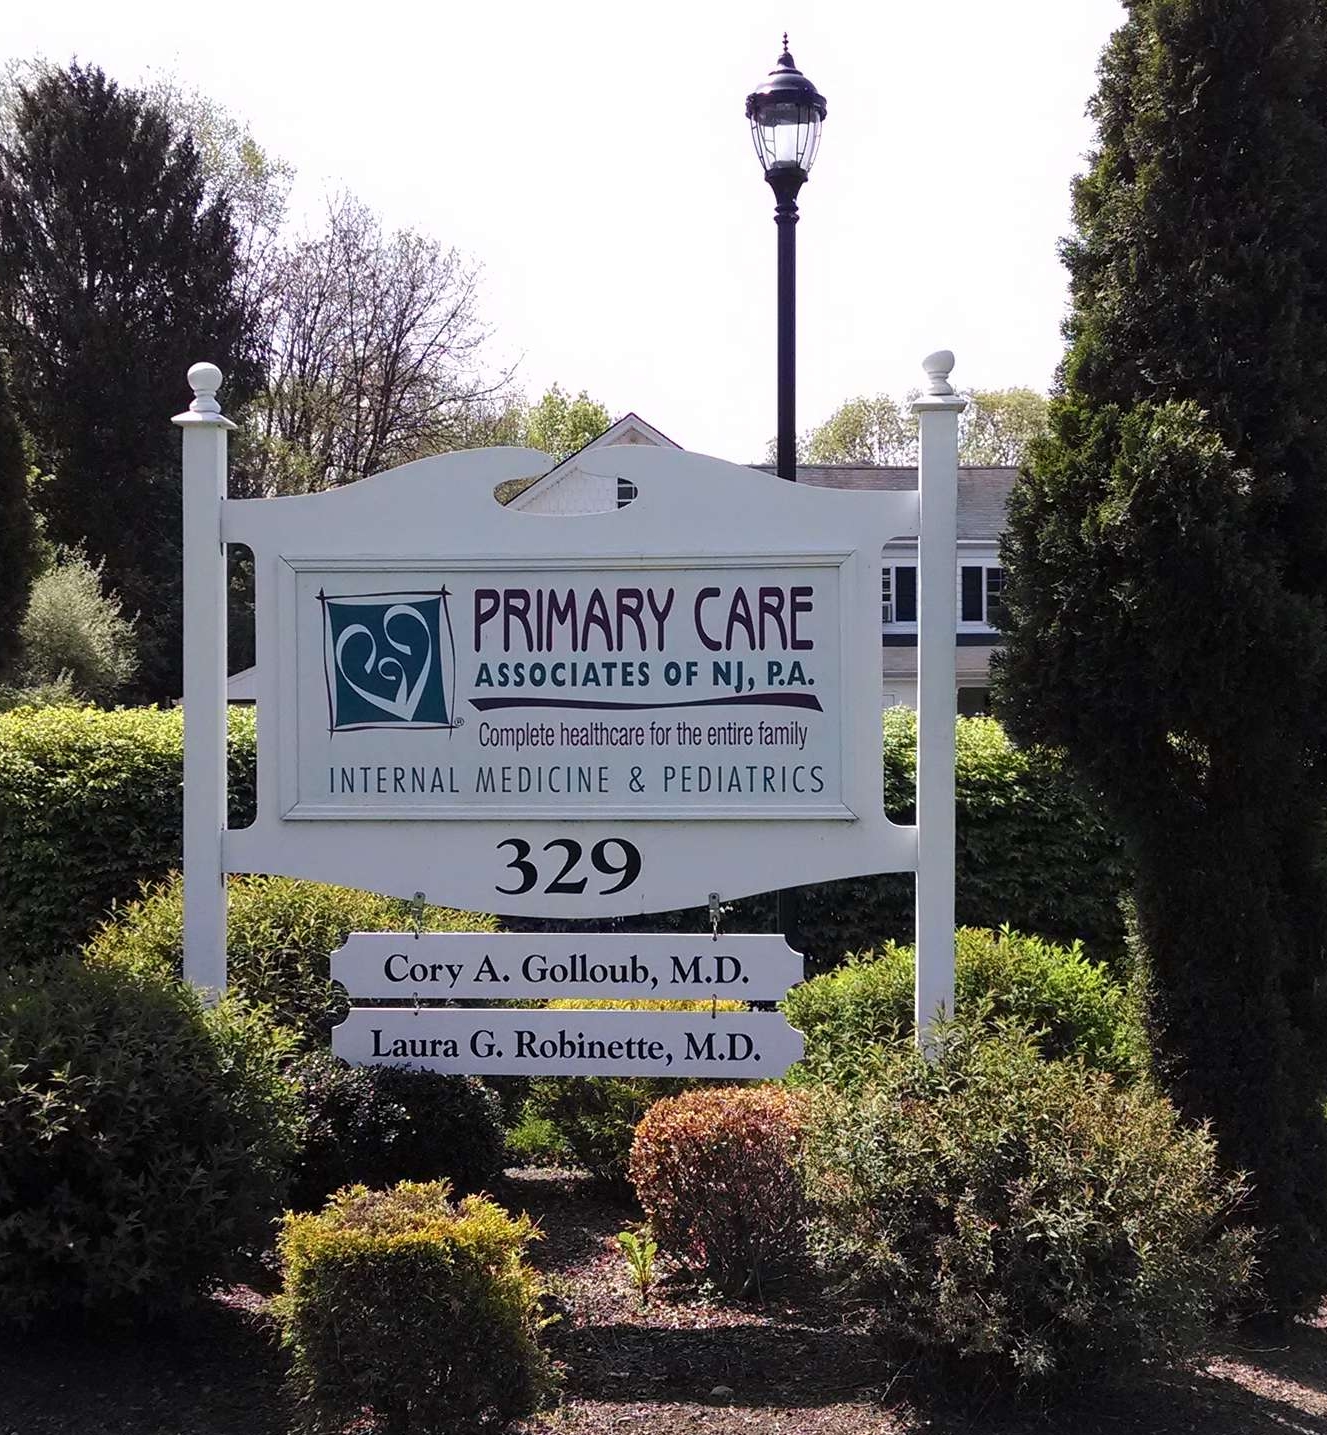 PRIMARY CARE
ASSOCIATES OF NJ, P.A.
®
Complete healthcare for the entire family
INTERNAL MEDICINE & PEDIATRICS
329
Cory A. Golloub, M.D.
Laura G. Robinette, M.D.